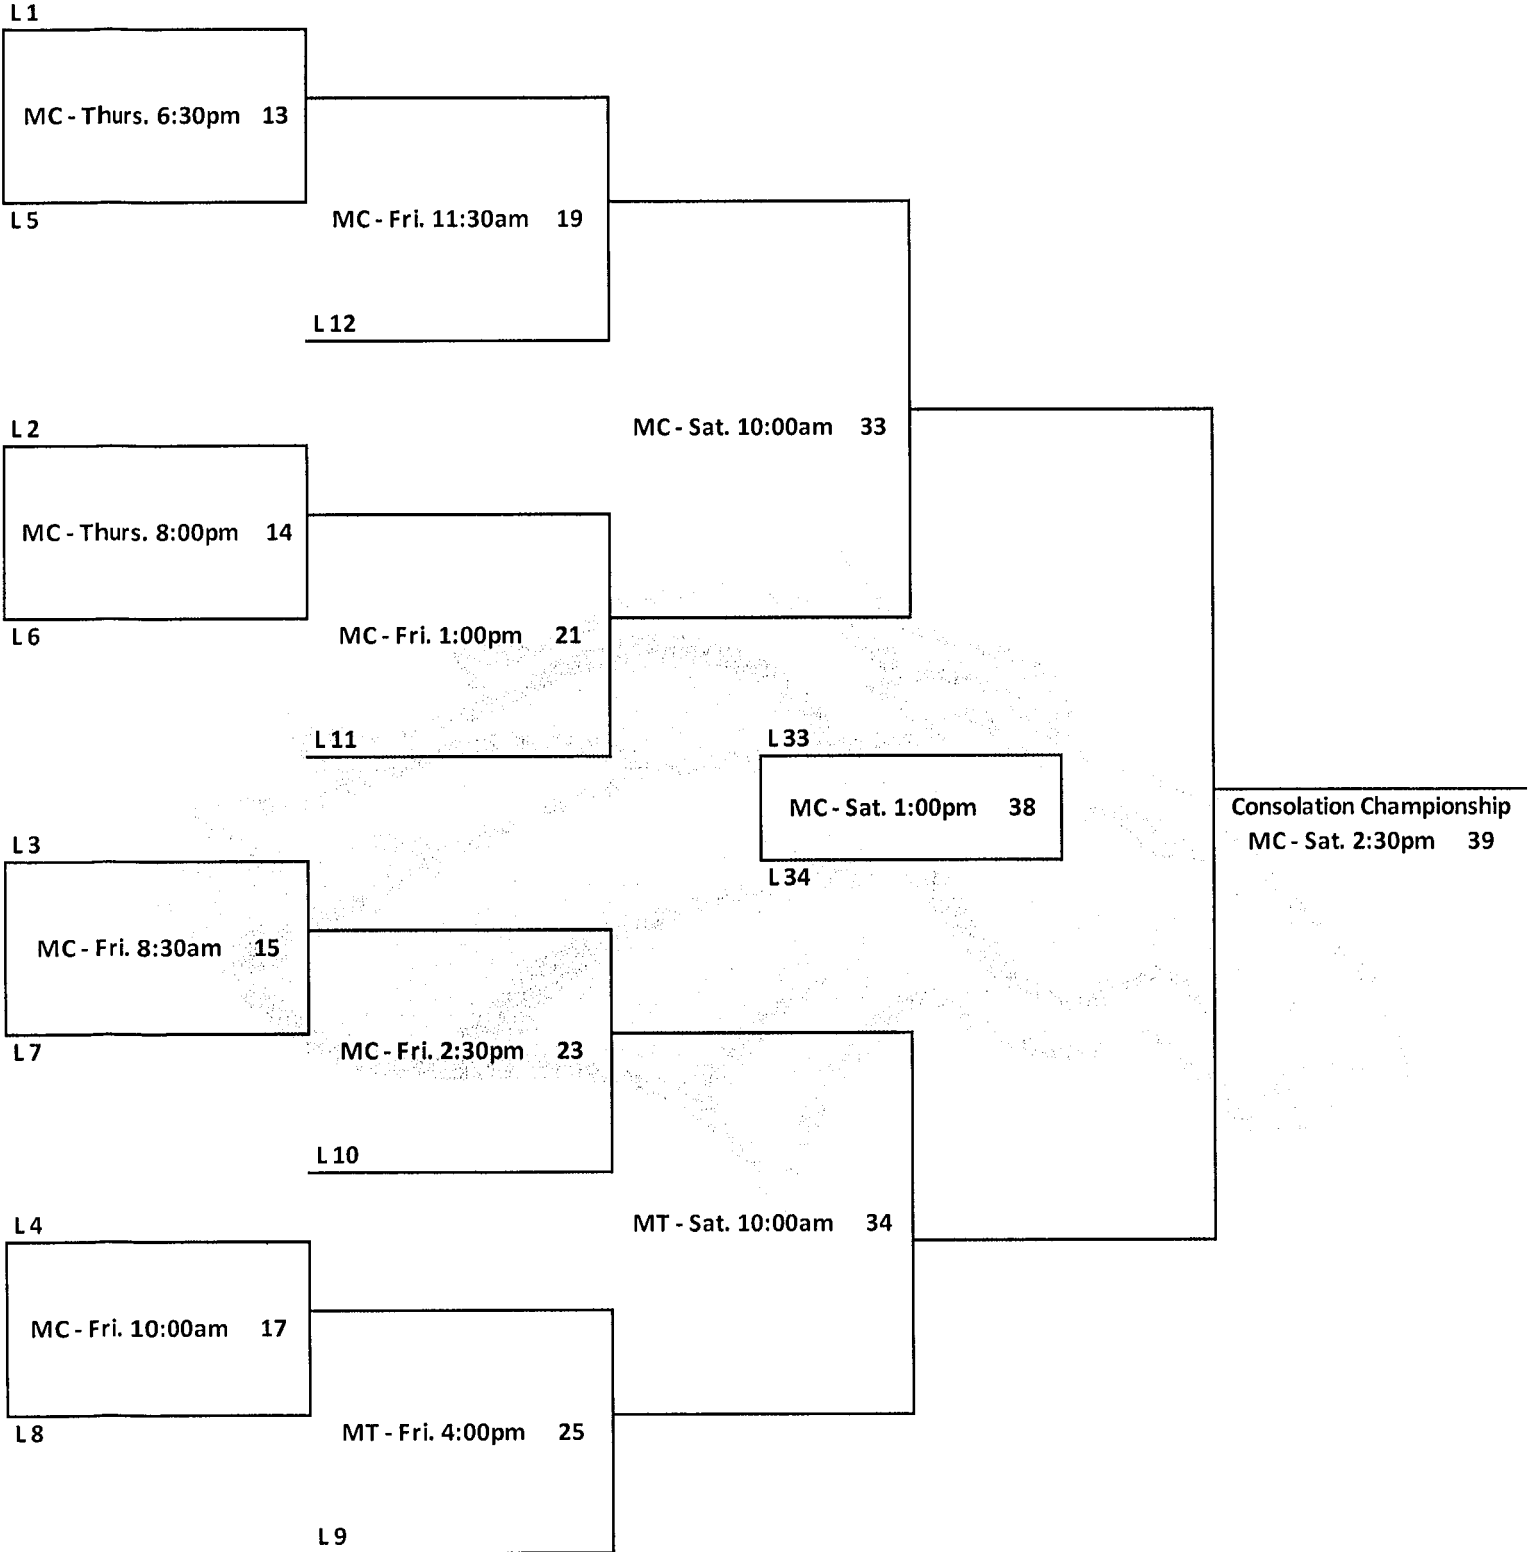 L 1
MC - Thurs. 6:30pm 13
L 5
MC - Fri. 11:30am 19
L 12
L 2
MC - Sat. 10:00am 33
MC - Thurs. 8:00pm 14
L 6
MC - Fri. 1:00pm 21
L 11
L 33
MC - Sat. 1:00pm 38
Consolation Championship
MC - Sat. 2:30pm 39
L 3
L 34
MC - Fri. 8:30am 15
L 7
MC - Fri. 2:30pm 23
L 10
L 4
MT - Sat. 10:00am 34
MC - Fri. 10:00am 17
L 8
MT - Fri. 4:00pm 25
L 9